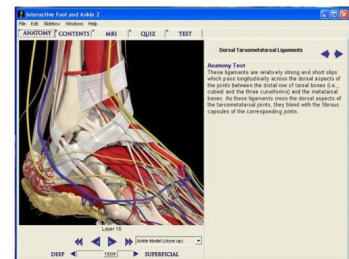 Interactive Foot and Ankle 2
File Edit Slidebox Windows Help
ANATOMY CONTENTS MRI QUIZ TEST
Dorsal Tarsometatarsal Ligaments
Anatomy Text
These ligaments are relatively strong and short slips
which pass longitudinally across the dorsal aspects of
the joints between the distal row of tarsal bones (i.e.,
cuboid and the three cuneiforms) and the metatarsal
bases. As these ligaments cross the dorsal aspects of
the tarsometatarsal joints, they blend with the fibrous
capsules of the corresponding joints.
Layer 16
Ankle Model (close up)
DEEP 16/24 SUPERFICIAL